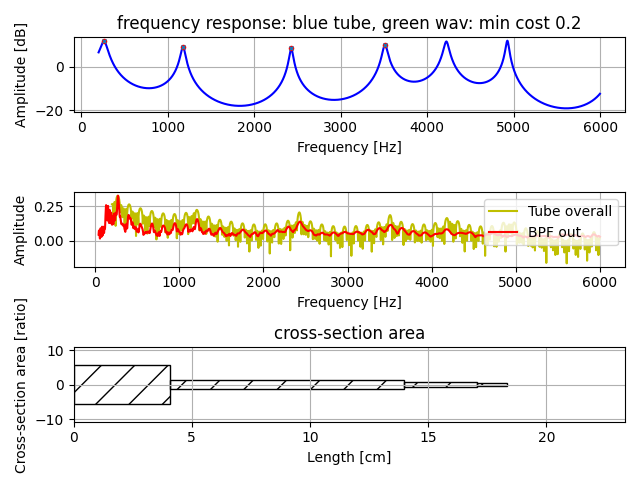 frequency response: blue tube, green wav: min cost 0.2
Amplitude [dB]
0
−20
0 1000 2000 3000 4000 5000 6000
Frequency [Hz]
Amplitude
0.25
0.00
Tube overall
BPF out
0 1000 2000 3000 4000 5000 6000
Frequency [Hz]
cross-section area
Cross-section area [ratio]
10
0
−10
0 5 10 15 20
Length [cm]